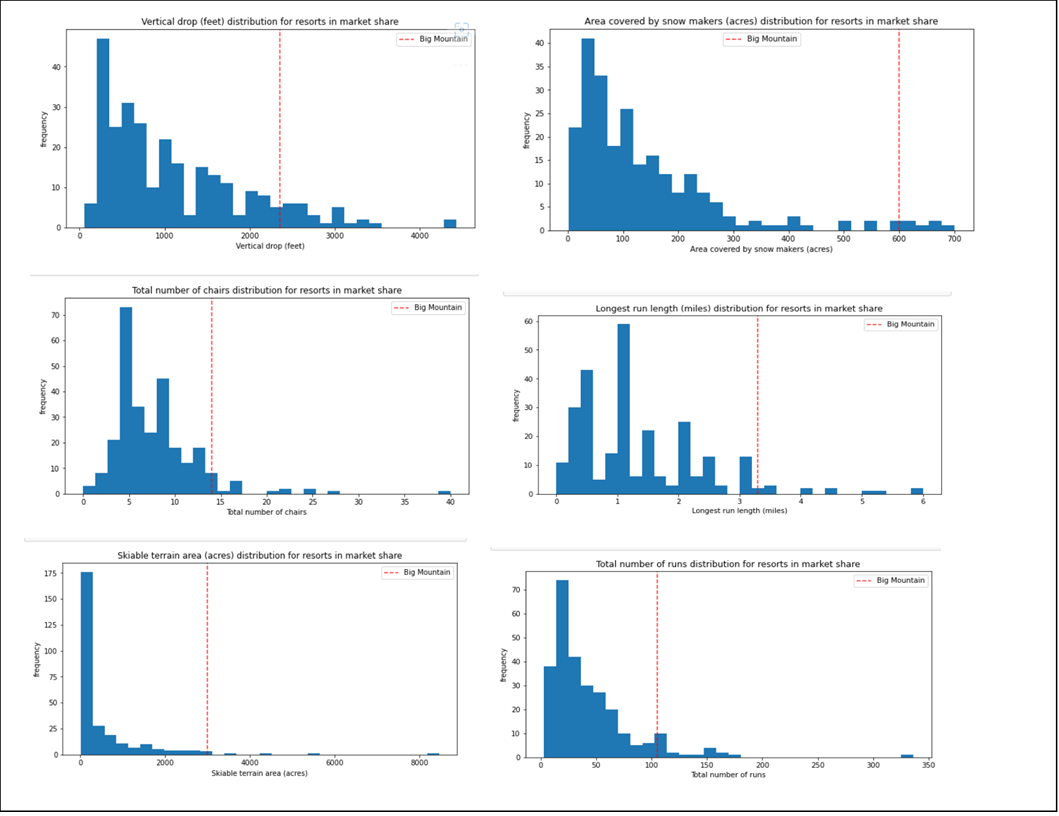 Vertical drop (feet) distribution for resorts in market share
Big Mountain
frequency
40
30
20
10
0
0 1000 2000 3000 4000
Vertical drop (feet)
Area covered by snow makers (acres) distribution for resorts in market share
Big Mountain
frequency
40
35
30
25
20
15
10
5
0
0 100 200 300 400 500 600 700
Area covered by snow makers (acres)
Total number of chairs distribution for resorts in market share
Big Mountain
frequency
70
60
50
40
30
20
10
0
0 5 10 15 20 25 30 35 40
Total number of chairs
Longest run length (miles) distribution for resorts in market share
Big Mountain
frequency
60
50
40
30
20
10
0
0 1 2 3 4 5 6
Longest run length (miles)
Skiable terrain area (acres) distribution for resorts in market share
Big Mountain
frequency
175
150
125
100
75
50
25
0
0 2000 4000 6000 8000
Skiable terrain area (acres)
Total number of runs distribution for resorts in market share
Big Mountain
frequency
70
60
50
40
30
20
10
0
0 50 100 150 200 250 300 350
Total number of runs